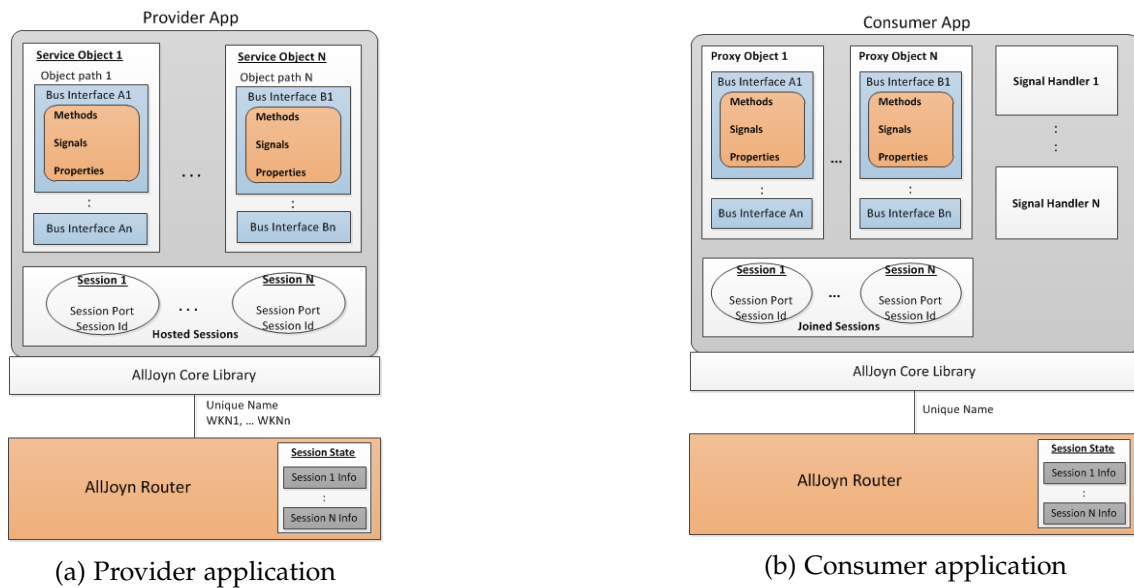 Provider App
Service Object 1
Object path 1
Bus Interface A1
Methods
Signals
Properties
:
Bus Interface An
...
Service Object N
Object path N
Bus Interface B1
Methods
Signals
Properties
:
Bus Interface Bn
Session 1
Session Port
Session Id
...
Session N
Session Port
Session Id
Hosted Sessions
AllJoyn Core Library
Unique Name
WKN1, ... WKNn
AllJoyn Router
Session State
Session 1 Info
:
Session N Info
(a) Provider application
Consumer App
Proxy Object 1
Bus Interface A1
Methods
Signals
Properties
:
Bus Interface An
...
Proxy Object N
Bus Interface B1
Methods
Signals
Properties
:
Bus Interface Bn
Signal Handler 1
:
:
Signal Handler N
Session 1
Session Port
Session Id
...
Session N
Session Port
Session Id
Joined Sessions
AllJoyn Core Library
Unique Name
AllJoyn Router
Session State
Session 1 Info
:
Session N Info
(b) Consumer application